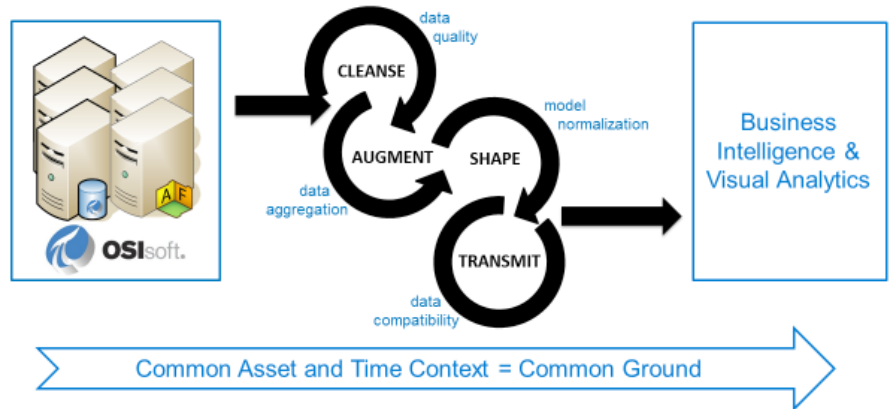 A F
OSIsoft.
data
quality
CLEANSE
AUGMENT
data
aggregation
model
normalization
SHAPE
TRANSMIT
data
compatibility
Business
Intelligence &
Visual Analytics
Common Asset and Time Context = Common Ground